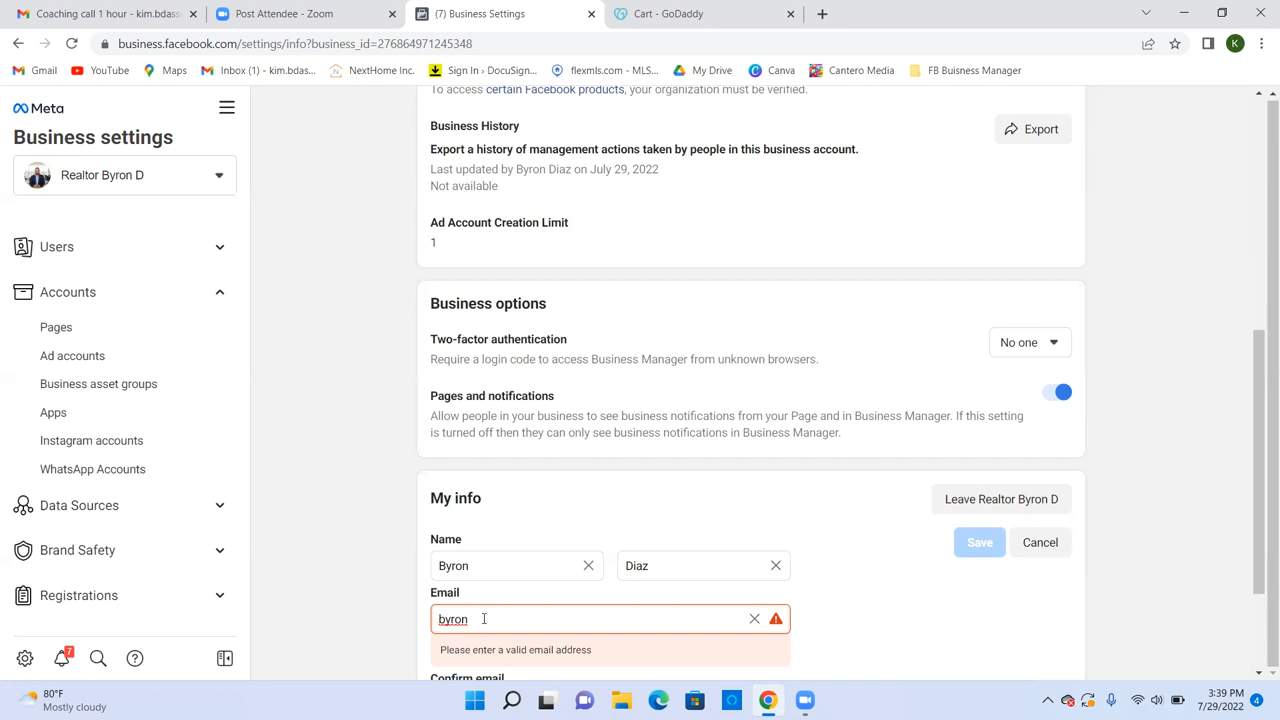 Coaching call 1 hour - kim.bdass
Post Attendee - Zoom
(7) Business Settings
Cart - GoDaddy
business.facebook.com/settings/info?business_id=276864971245348
K
Gmail
YouTube
Maps
Inbox (1) - kim.bdas...
NextHome Inc.
Sign In - DocuSign...
flexmls.com - MLS...
My Drive
Canva
Cantero Media
FB Buisness Manager
Meta
Business settings
Realtor Byron D
Users
Accounts
Pages
Ad accounts
Business asset groups
Apps
Instagram accounts
WhatsApp Accounts
Data Sources
Brand Safety
Registrations
7
To access certain Facebook products, your organization must be verified.
Business History
Export
Export a history of management actions taken by people in this business account.
Last updated by Byron Diaz on July 29, 2022
Not available
Ad Account Creation Limit
1
Business options
Two-factor authentication
No one
Require a login code to access Business Manager from unknown browsers.
Pages and notifications
Allow people in your business to see business notifications from your Page and in Business Manager. If this setting
is turned off then they can only see business notifications in Business Manager.
My info
Leave Realtor Byron D
Name
Save
Cancel
Byron
Diaz
Email
byron
Please enter a valid email address
Confirm email
80°F
Mostly cloudy
3:39 PM
7/29/2022
4